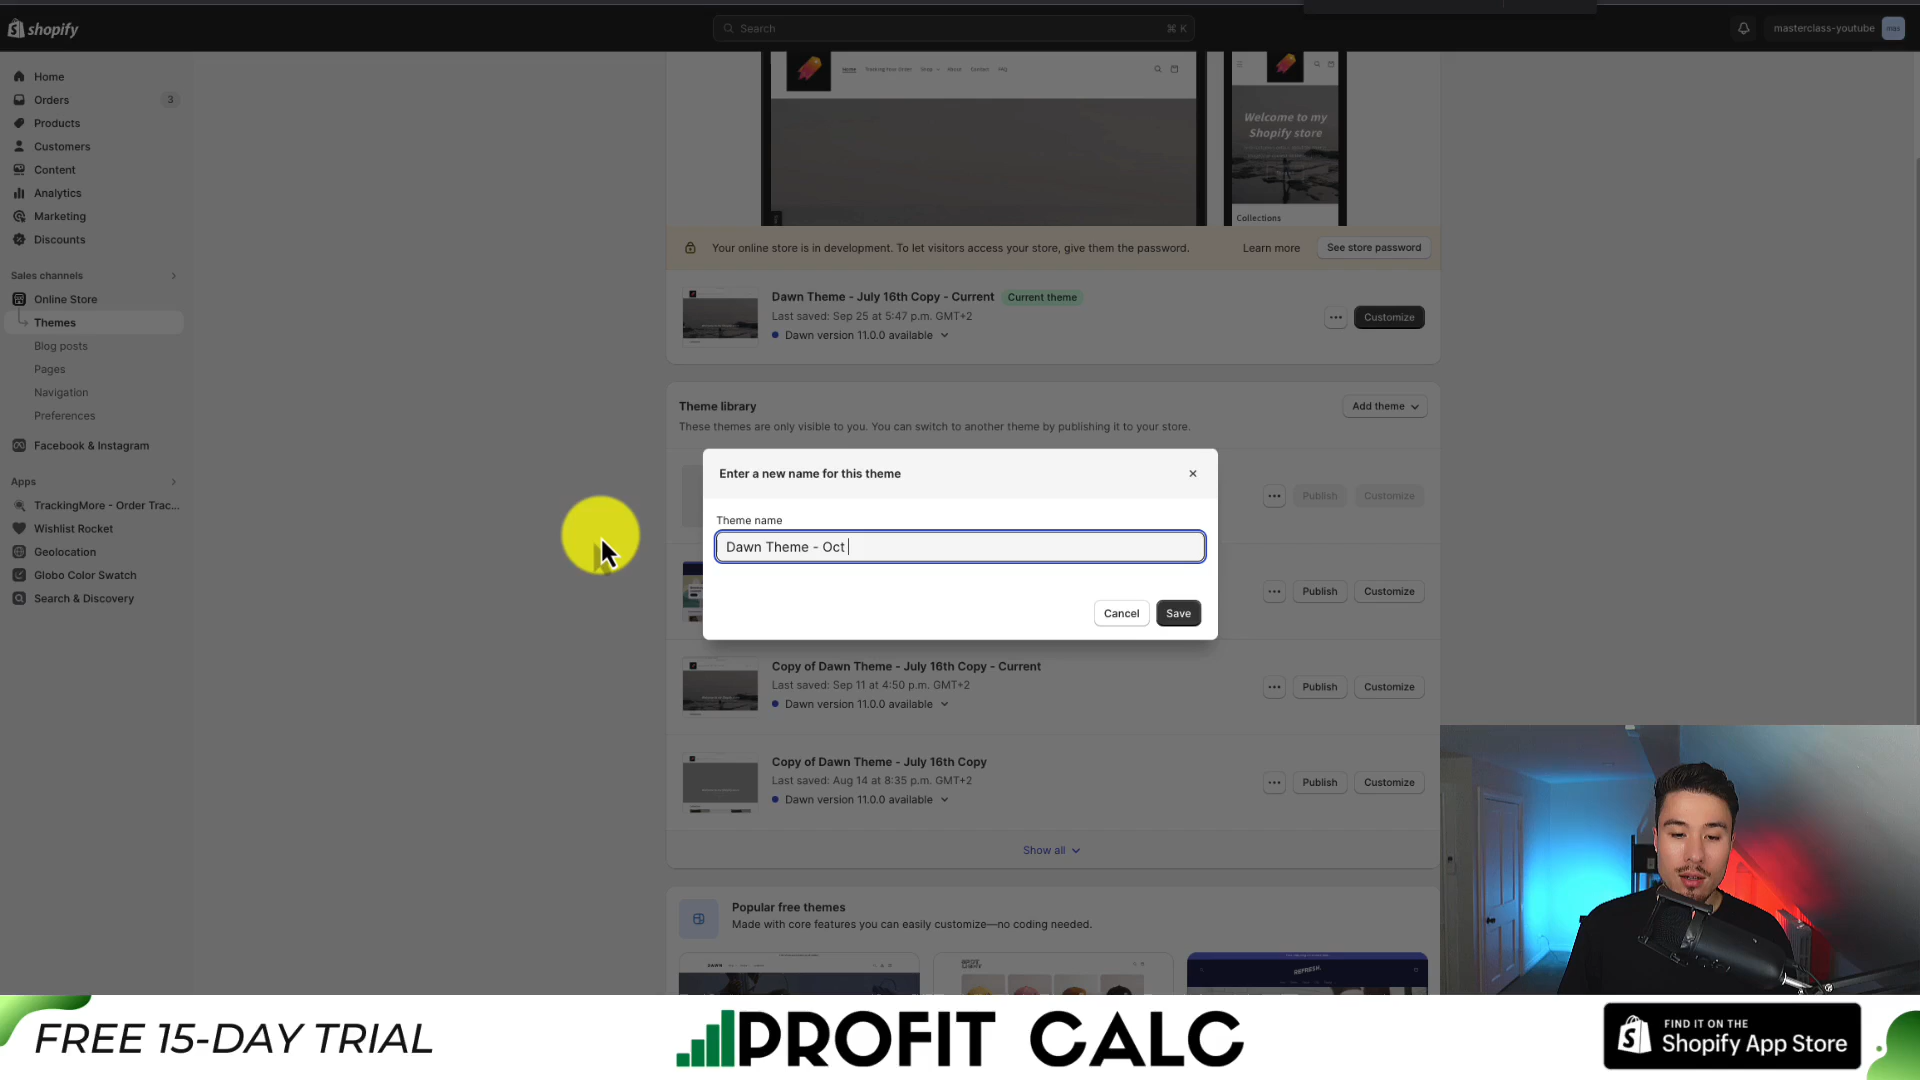 shopify
Search
⌘ K
masterclass-youtube
Home
Orders
3
Products
Customers
Content
Analytics
Marketing
Discounts
Sales channels
Online Store
Themes
Blog posts
Pages
Navigation
Preferences
Facebook & Instagram
Apps
TrackingMore - Order Trac...
Wishlist Rocket
Geolocation
Globo Color Swatch
Search & Discovery
Home Tracking Your Order Shop About Contact FAQ
Welcome to my
Shopify store
Collections
Your online store is in development. To let visitors access your store, give them the password.
Learn more
See store password
Dawn Theme - July 16th Copy - Current
Current theme
Last saved: Sep 25 at 5:47 p.m. GMT+2
Dawn version 11.0.0 available
Customize
Theme library
Add theme
These themes are only visible to you. You can switch to another theme by publishing it to your store.
Enter a new name for this theme
Theme name
Dawn Theme - Oct
Cancel
Save
Publish
Customize
Publish
Customize
Copy of Dawn Theme - July 16th Copy - Current
Last saved: Sep 11 at 4:50 p.m. GMT+2
Dawn version 11.0.0 available
Publish
Customize
Copy of Dawn Theme - July 16th Copy
Last saved: Aug 14 at 8:35 p.m. GMT+2
Dawn version 11.0.0 available
Publish
Customize
Show all
Popular free themes
Made with core features you can easily customize—no coding needed.
DAWN
REFRESH.
FREE 15-DAY TRIAL
PROFIT CALC
FIND IT ON THE
Shopify App Store